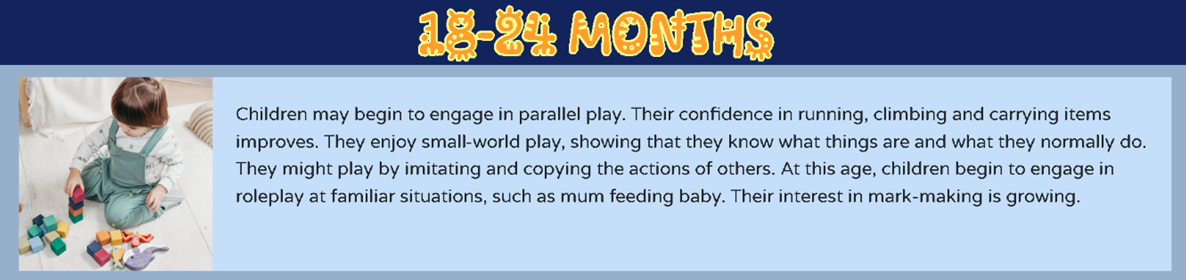 18-24 MONTHS
Children may begin to engage in parallel play. Their confidence in running, climbing and carrying items
improves. They enjoy small-world play, showing that they know what things are and what they normally do.
They might play by imitating and copying the actions of others. At this age, children begin to engage in
roleplay at familiar situations, such as mum feeding baby. Their interest in mark-making is growing.